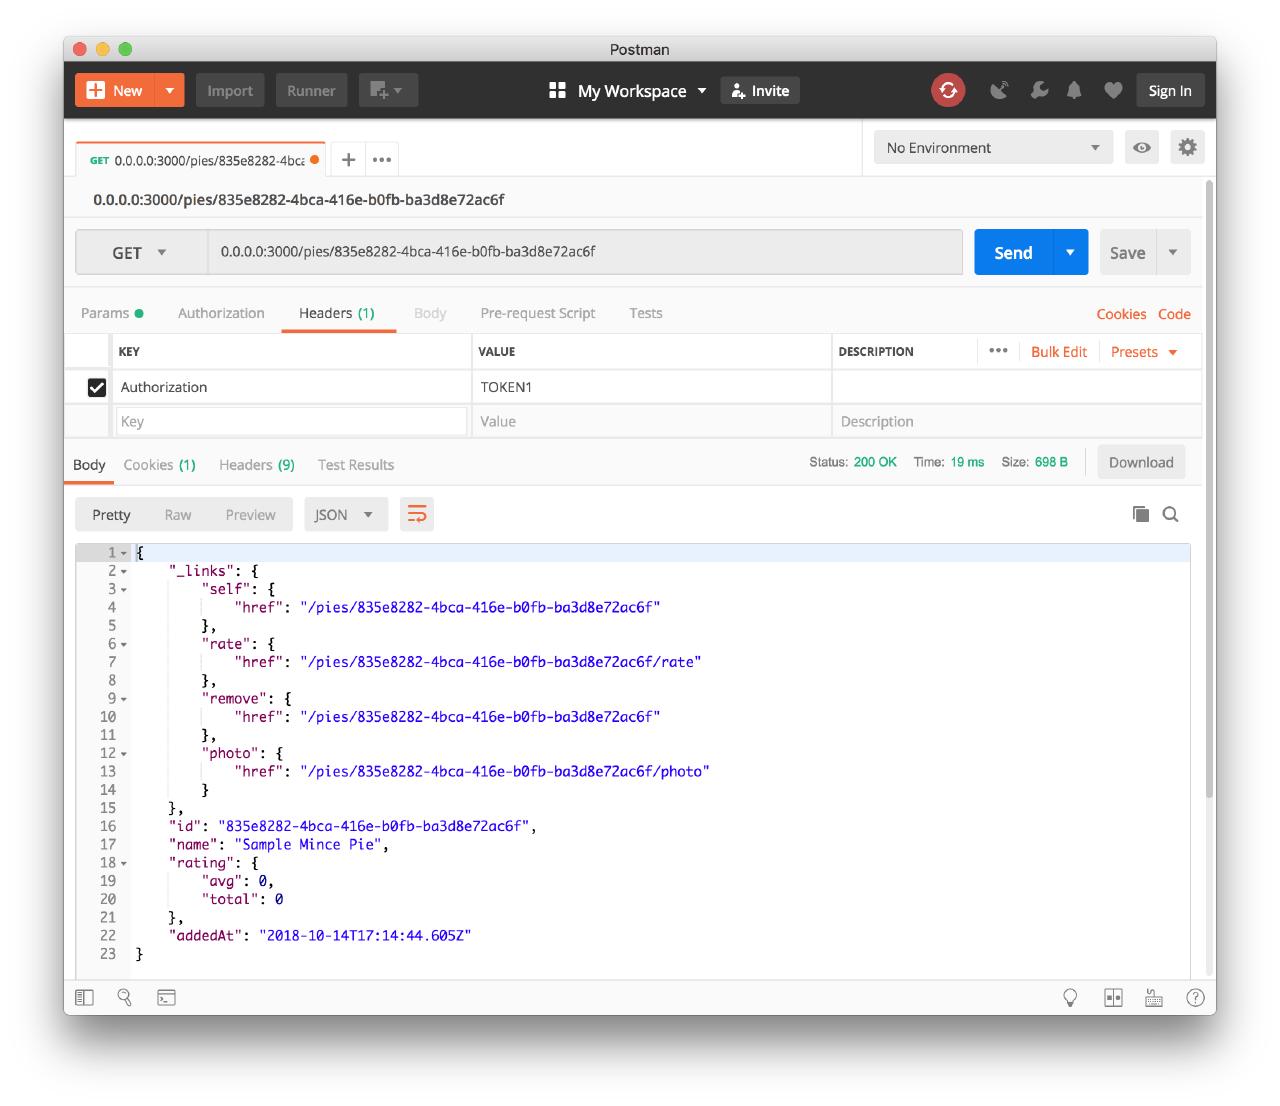 Postman
New Import Runner My Workspace Invite Sign In
GET 0.0.0.0:3000/pies/835e8282-4bca No Environment
0.0.0.0:3000/pies/835e8282-4bca-416e-b0fb-ba3d8e72ac6f
GET 0.0.0.0:3000/pies/835e8282-4bca-416e-b0fb-ba3d8e72ac6f Send Save
Params Authorization Headers (1) Body Pre-request Script Tests Cookies Code
KEY VALUE DESCRIPTION ••• Bulk Edit Presets
Authorization TOKEN1
Key Value Description
Body Cookies (1) Headers (9) Test Results Status: 200 OK Time: 19 ms Size: 698 B Download
Pretty Raw Preview JSON
1 {
2 "_links": {
3 "self": {
4 "href": "/pies/835e8282-4bca-416e-b0fb-ba3d8e72ac6f"
5 },
6 "rate": {
7 "href": "/pies/835e8282-4bca-416e-b0fb-ba3d8e72ac6f/rate"
8 },
9 "remove": {
10 "href": "/pies/835e8282-4bca-416e-b0fb-ba3d8e72ac6f"
11 },
12 "photo": {
13 "href": "/pies/835e8282-4bca-416e-b0fb-ba3d8e72ac6f/photo"
14 }
15 },
16 "id": "835e8282-4bca-416e-b0fb-ba3d8e72ac6f",
17 "name": "Sample Mince Pie",
18 "rating": {
19 "avg": 0,
20 "total": 0
21 },
22 "addedAt": "2018-10-14T17:14:44.605Z"
23 }